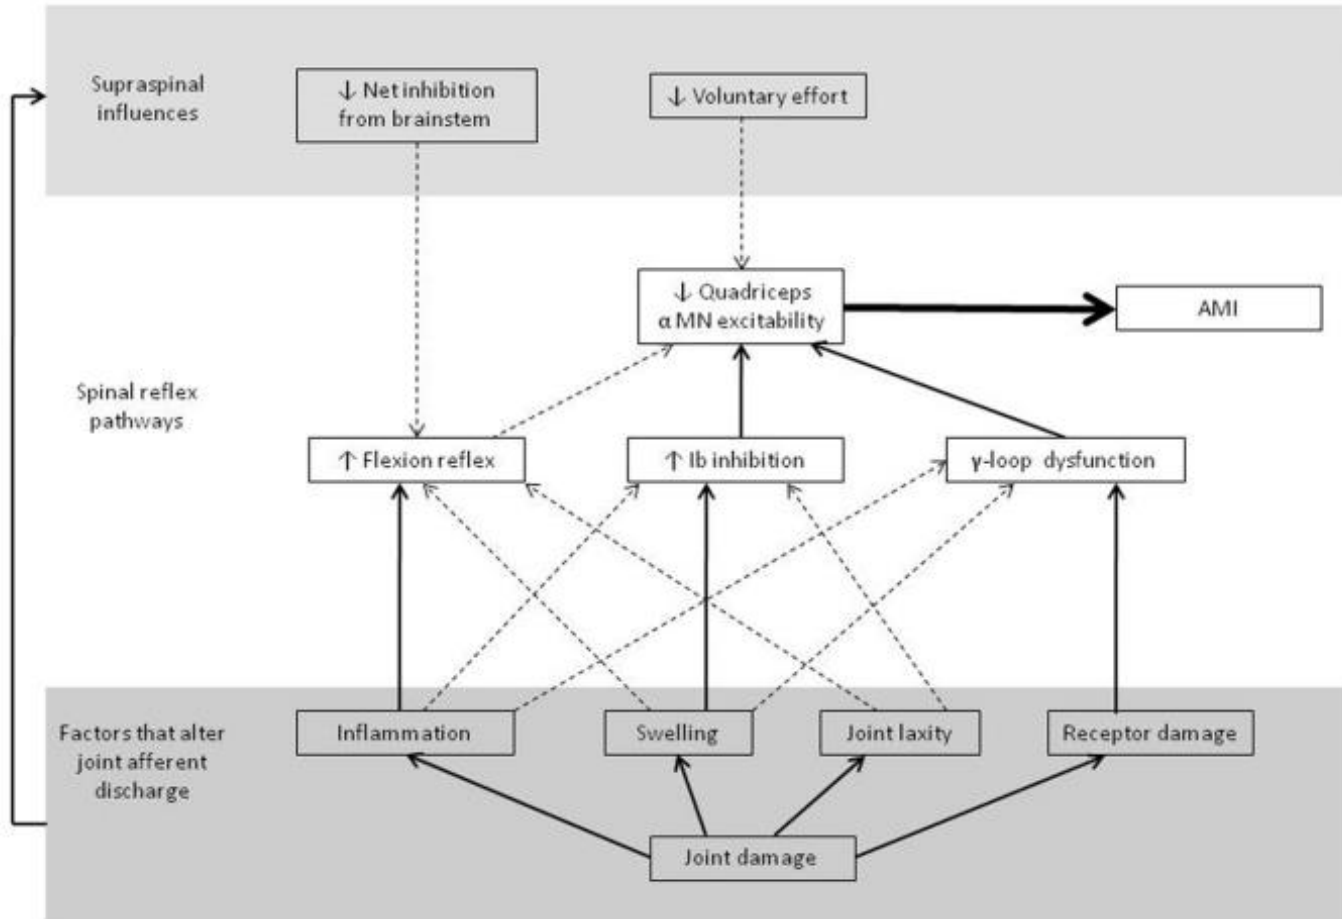 Supraspinal
influences
↓ Net inhibition
from brainstem
↓ Voluntary effort
↓ Quadriceps
α MN excitability
AMI
Spinal reflex
pathways
↑ Flexion reflex
↑ Ib inhibition
γ-loop dysfunction
Factors that alter
joint afferent
discharge
Inflammation
Swelling
Joint laxity
Receptor damage
Joint damage